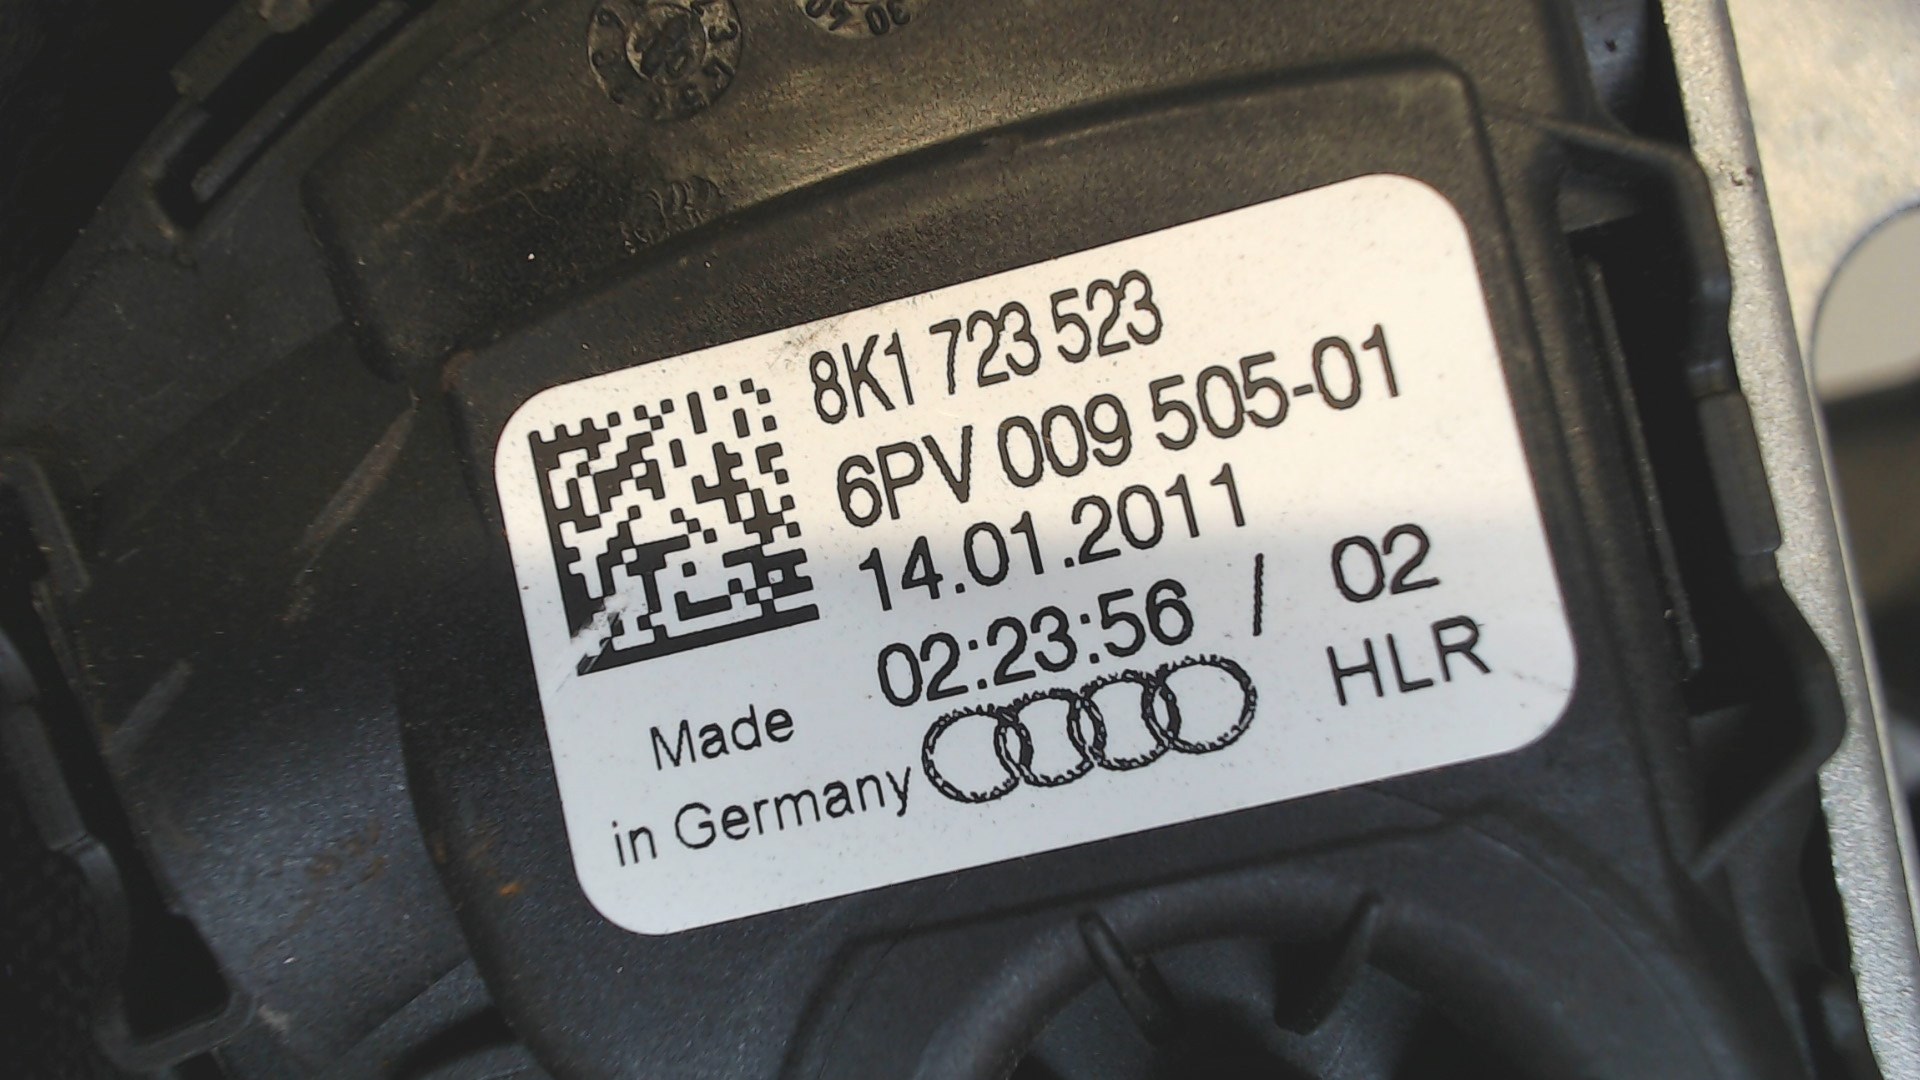 8K1 723 523
6PV 009 505-01
14.01.2011
02:23:56 / 02
HLR
Made
in Germany